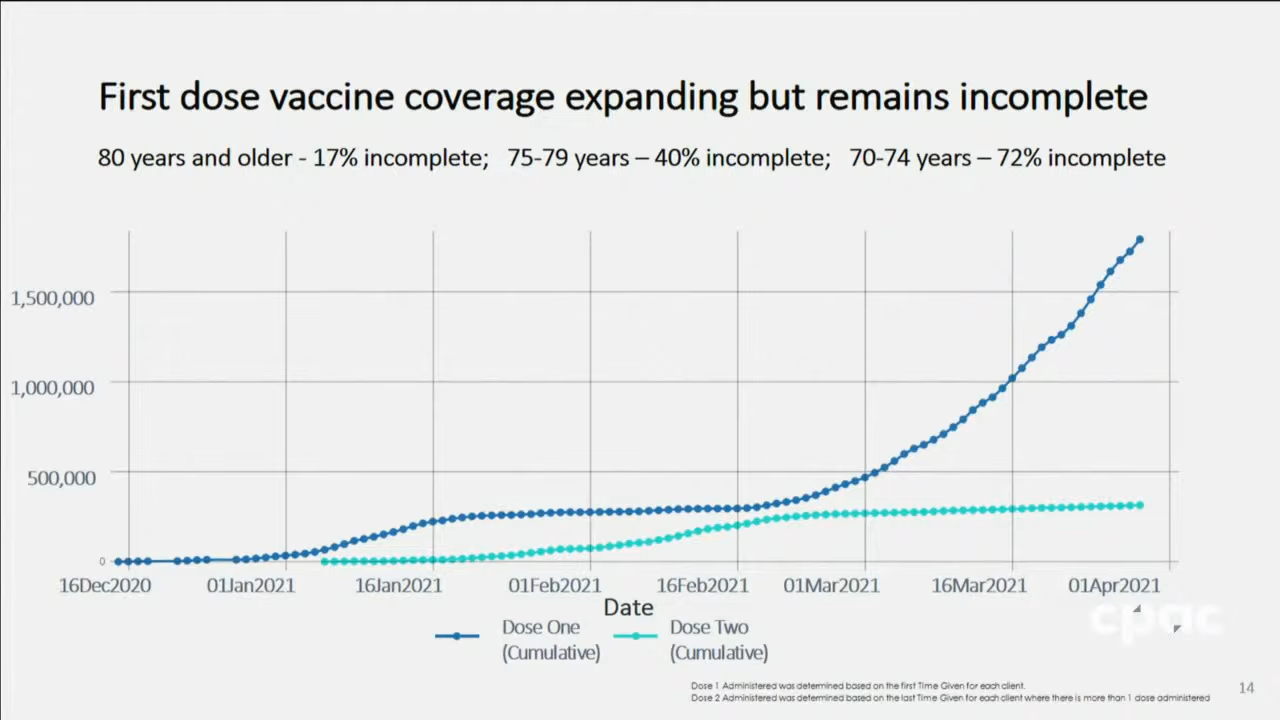 First dose vaccine coverage expanding but remains incomplete
80 years and older - 17% incomplete; 75-79 years – 40% incomplete; 70-74 years – 72% incomplete
1,500,000
1,000,000
500,000
0
16Dec2020 01Jan2021 16Jan2021 01Feb2021 16Feb2021 01Mar2021 16Mar2021 01Apr2021
Date
Dose One Dose Two
(Cumulative) (Cumulative)
cpac
Dose 1 Administered was determined based on the first Time Given for each client.
Dose 2 Administered was determined based on the last Time Given for each client where there is more than 1 dose administered
14